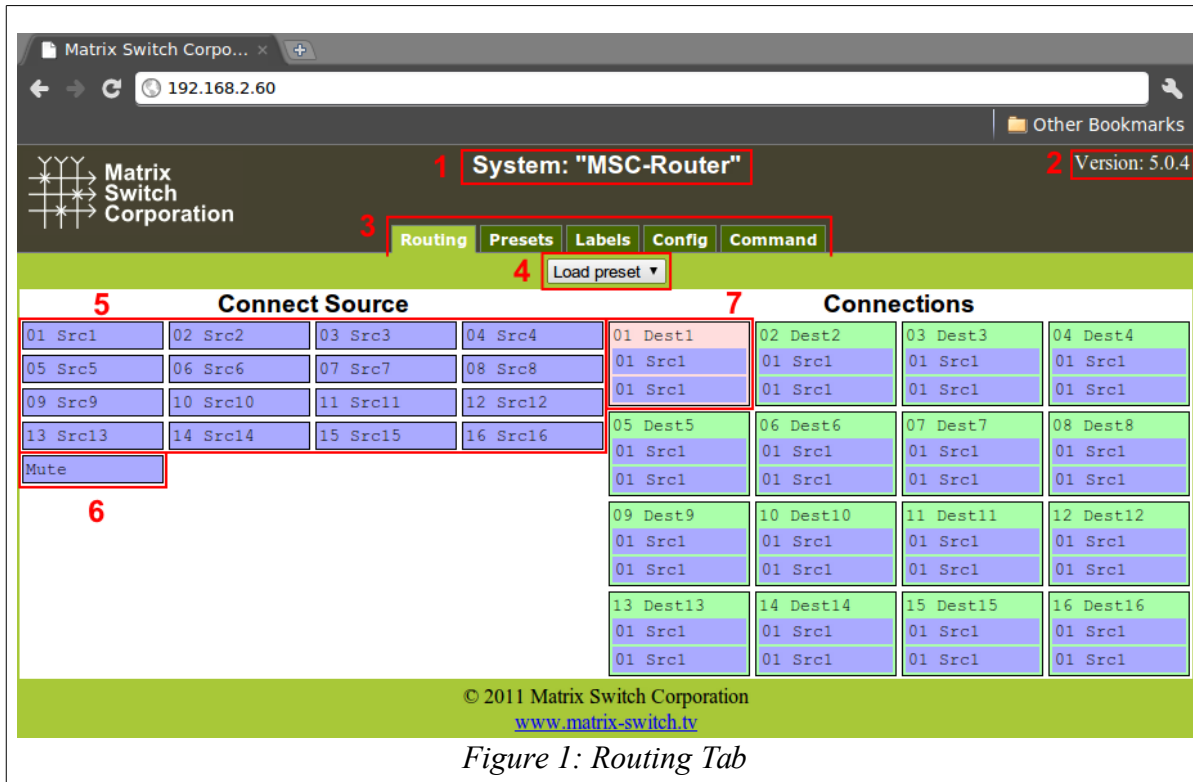 Matrix Switch Corpo... ×
192.168.2.60
Other Bookmarks
Matrix
Switch
Corporation
1 System: "MSC-Router"
2 Version: 5.0.4
3 Routing Presets Labels Config Command
4 Load preset ▼
5 Connect Source 7 Connections
01 Src1 02 Src2 03 Src3 04 Src4
05 Src5 06 Src6 07 Src7 08 Src8
09 Src9 10 Src10 11 Src11 12 Src12
13 Src13 14 Src14 15 Src15 16 Src16
Mute
6
01 Dest1 02 Dest2 03 Dest3 04 Dest4
01 Src1 01 Src1 01 Src1 01 Src1
01 Src1 01 Src1 01 Src1 01 Src1
05 Dest5 06 Dest6 07 Dest7 08 Dest8
01 Src1 01 Src1 01 Src1 01 Src1
01 Src1 01 Src1 01 Src1 01 Src1
09 Dest9 10 Dest10 11 Dest11 12 Dest12
01 Src1 01 Src1 01 Src1 01 Src1
01 Src1 01 Src1 01 Src1 01 Src1
13 Dest13 14 Dest14 15 Dest15 16 Dest16
01 Src1 01 Src1 01 Src1 01 Src1
01 Src1 01 Src1 01 Src1 01 Src1
© 2011 Matrix Switch Corporation
www.matrix-switch.tv
Figure 1: Routing Tab